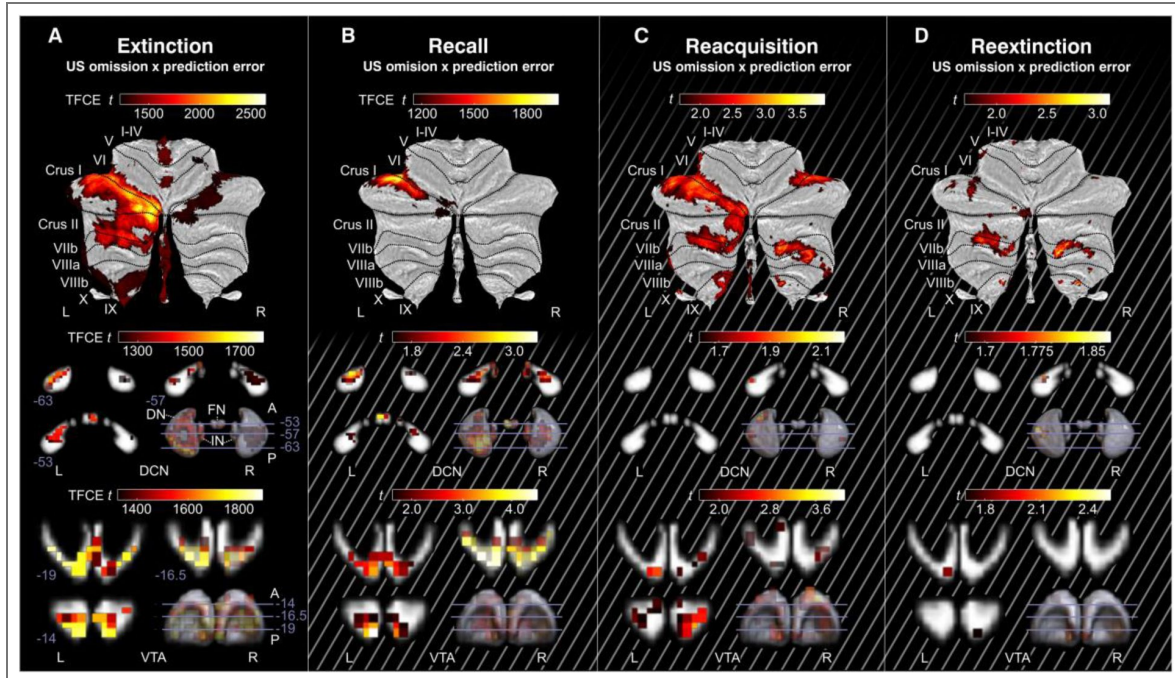 A
Extinction
US omission x prediction error
TFCE t
1500 2000 2500
I-IV
V
VI
Crus I
Crus II
VIIb
VIIIa
VIIIb
X
IX
L R
TFCE t
1300 1500 1700
-63
-57
DN FN A
-53
-57
IN
-63
-53
P
L DCN R
TFCE t
1400 1600 1800
-19
-16.5
A
-14
-16.5
-19
-14
P
L VTA R
B
Recall
US omision x prediction error
TFCE t
1200 1500 1800
I-IV
V
VI
Crus I
Crus II
VIIb
VIIIa
VIIIb
X
IX
L R
t
1.8 2.4 3.0
L DCN R
t
2.0 3.0 4.0
L VTA R
C
Reacquisition
US omission x prediction error
t
2.0 2.5 3.0 3.5
I-IV
V
VI
Crus I
Crus II
VIIb
VIIIa
VIIIb
X
IX
L R
t
1.7 1.9 2.1
L DCN R
t
2.0 2.8 3.6
L VTA R
D
Reextinction
US omission x prediction error
t
2.0 2.5 3.0
I-IV
V
VI
Crus I
Crus II
VIIb
VIIIa
VIIIb
X
IX
L R
t
1.7 1.775 1.85
L DCN R
t
1.8 2.1 2.4
L VTA R